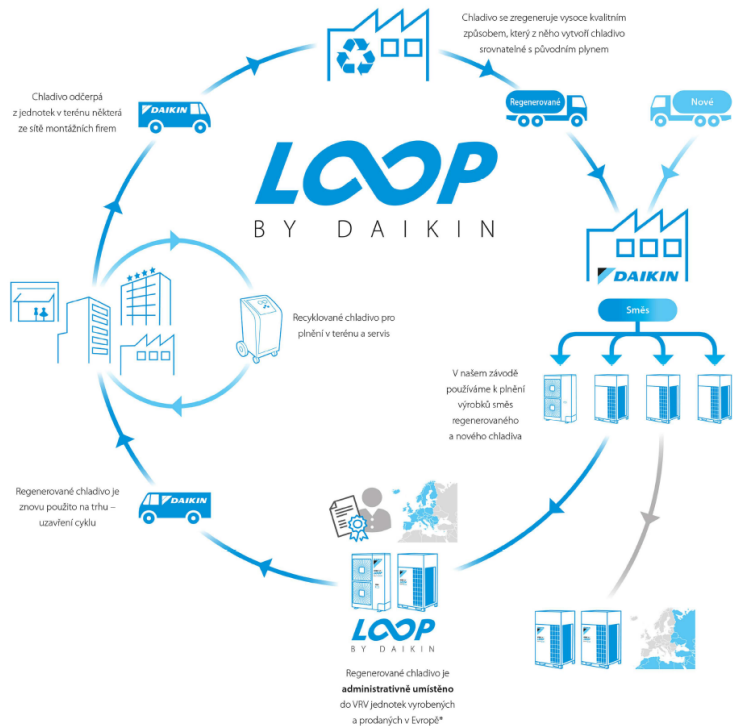 Chladivo se zregeneruje vysoce kvalitním
způsobem, který z něho vytvoří chladivo
srovnatelné s původním plynem
Chladivo odčerpá
z jednotek v terénu některá
ze sítě montážních firem
DAIKIN
Regenerované
Nové
LOOP
BY DAIKIN
DAIKIN
Směs
Recyklované chladivo pro
plnění v terénu a servis
V našem závodě
používáme k plnění
výrobků směs
regenerovaného
a nového chladiva
Regenerované chladivo je
znovu použito na trhu –
uzavření cyklu
DAIKIN
LOOP
BY DAIKIN
Regenerované chladivo je
administrativně umístěno
do VRV jednotek vyrobených
a prodaných v Evropě*